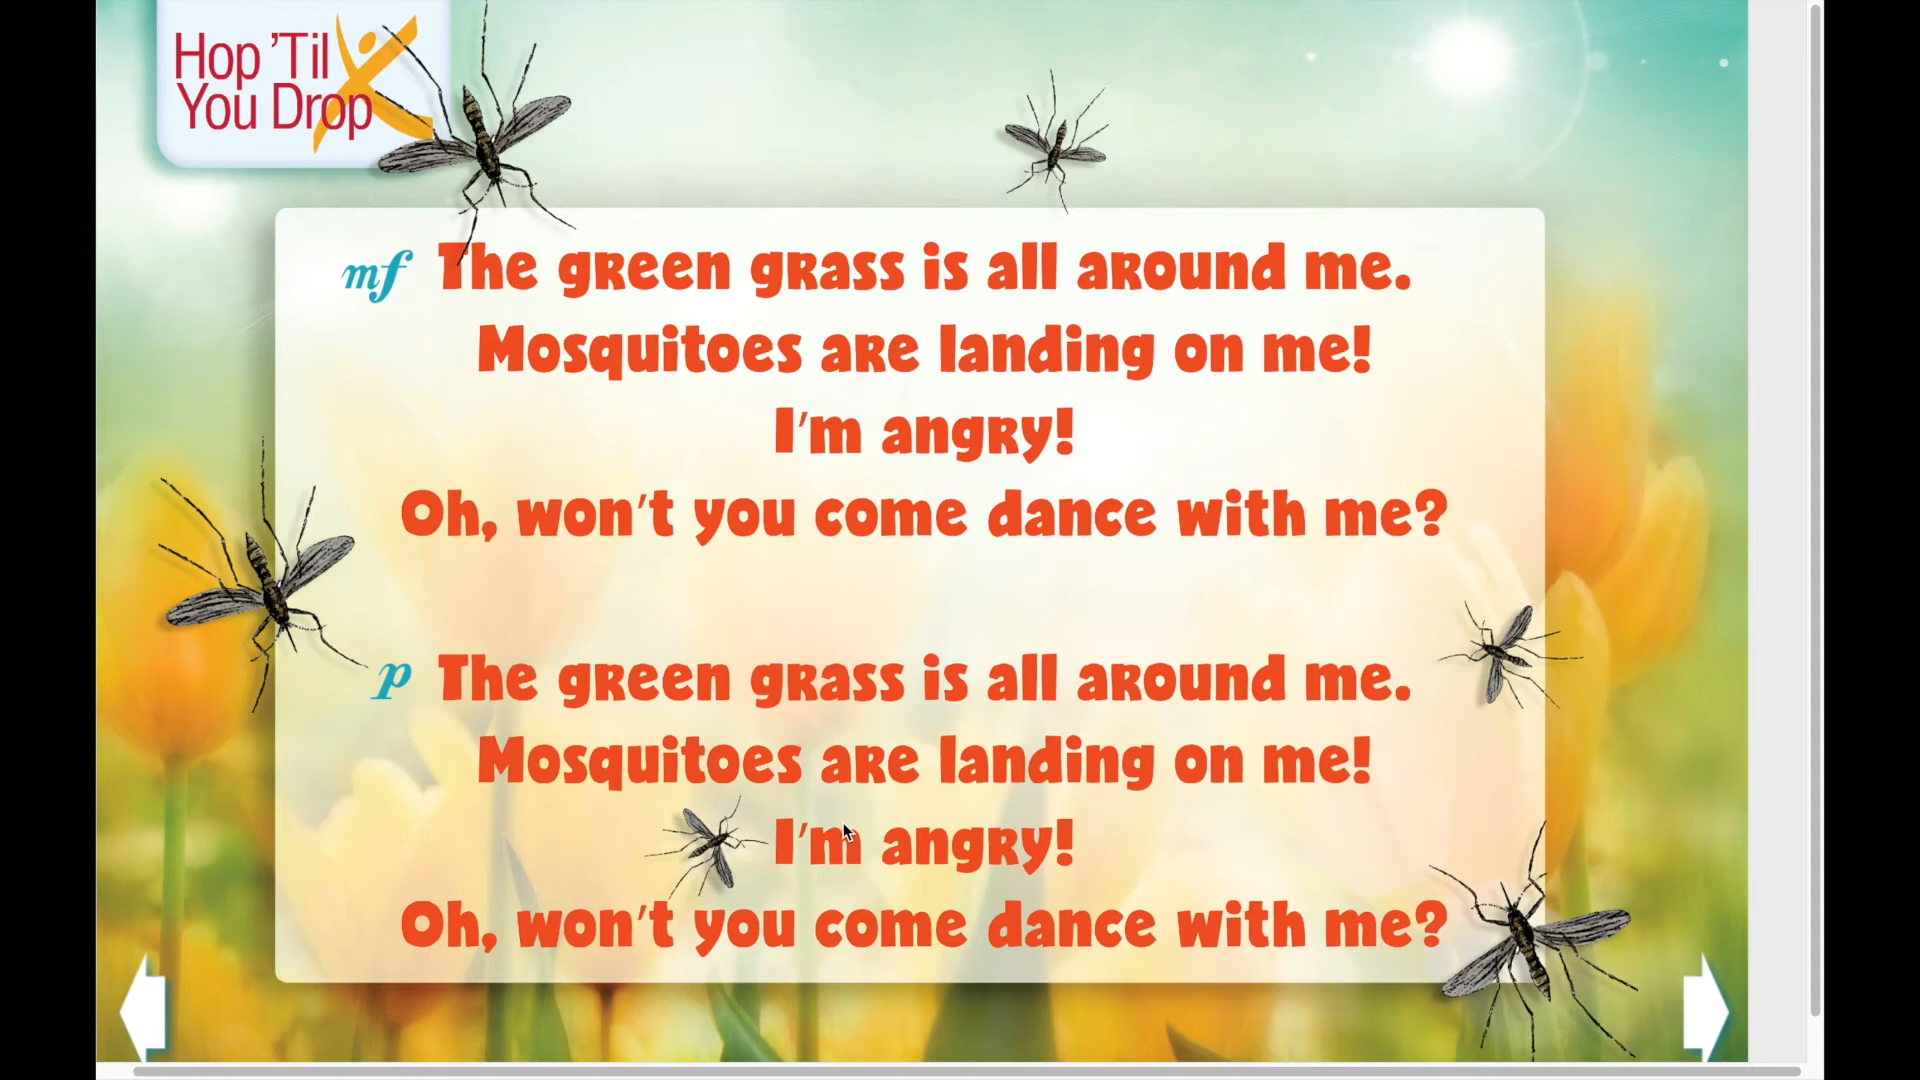 Hop ’Til
You Drop
mf The green grass is all around me.
Mosquitoes are landing on me!
I'm angry!
Oh, won't you come dance with me?
p The green grass is all around me.
Mosquitoes are landing on me!
I'm angry!
Oh, won't you come dance with me?